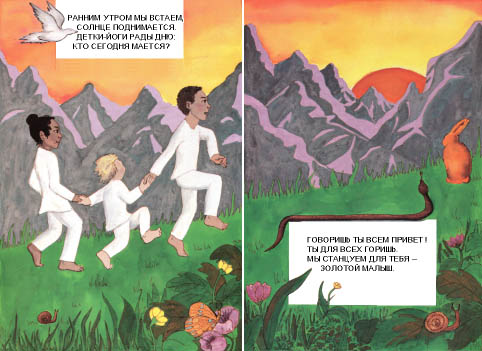 РАННИМ УТРОМ МЫ ВСТАЕМ,
СОЛНЦЕ ПОДНИМАЕТСЯ.
ДЕТКИ-ЙОГИ РАДЫ ДНЮ:
КТО СЕГОДНЯ МАЕТСЯ?
ГОВОРИШЬ ТЫ ВСЕМ ПРИВЕТ!
ТЫ ДЛЯ ВСЕХ ГОРИШЬ.
МЫ СТАНЦУЕМ ДЛЯ ТЕБЯ –
ЗОЛОТОЙ МАЛЫШ.